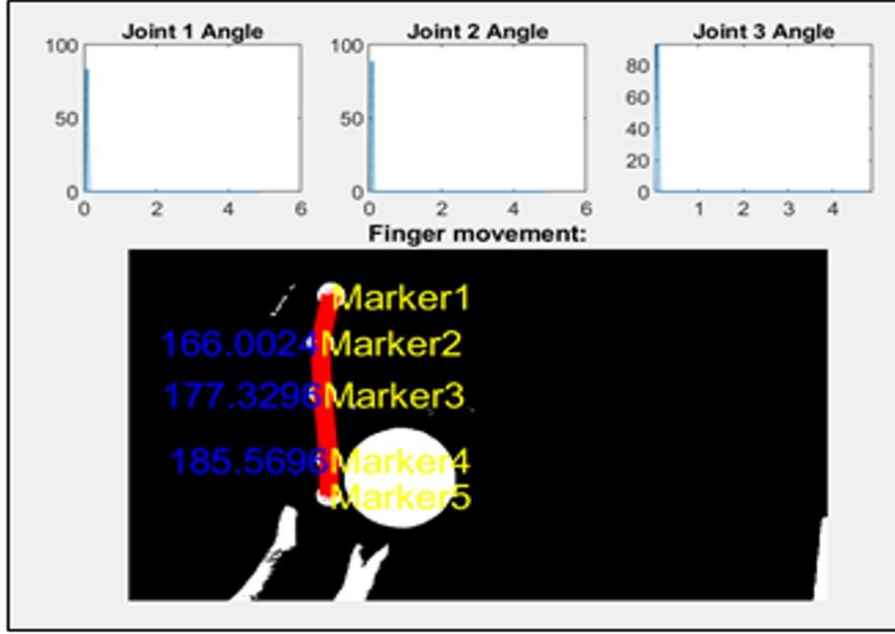 Joint 1 Angle Joint 2 Angle Joint 3 Angle
100 100 80
50 50 60
40
20
0 0 0
0 2 4 6 0 2 4 6 1 2 3 4
Finger movement:
Marker1
166.0024 Marker2
177.3296 Marker3
185.5696 Marker4
Marker5